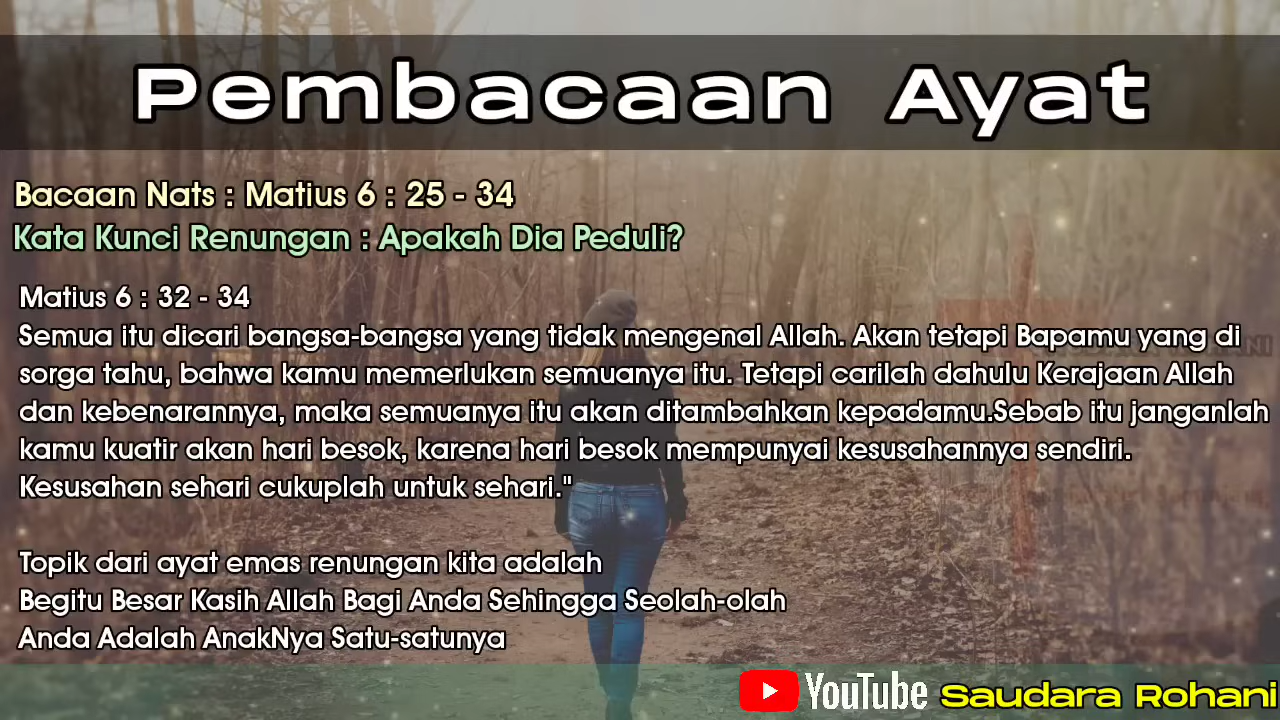 Pembacaan Ayat
Bacaan Nats : Matius 6 : 25 - 34
Kata Kunci Renungan : Apakah Dia Peduli?
Matius 6 : 32 - 34
Semua itu dicari bangsa-bangsa yang tidak mengenal Allah. Akan tetapi Bapamu yang di
sorga tahu, bahwa kamu memerlukan semuanya itu. Tetapi carilah dahulu Kerajaan Allah
dan kebenarannya, maka semuanya itu akan ditambahkan kepadamu.Sebab itu janganlah
kamu kuatir akan hari besok, karena hari besok mempunyai kesusahannya sendiri.
Kesusahan sehari cukuplah untuk sehari."
Topik dari ayat emas renungan kita adalah
Begitu Besar Kasih Allah Bagi Anda Sehingga Seolah-olah
Anda Adalah AnakNya Satu-satunya
YouTube Saudara Rohani